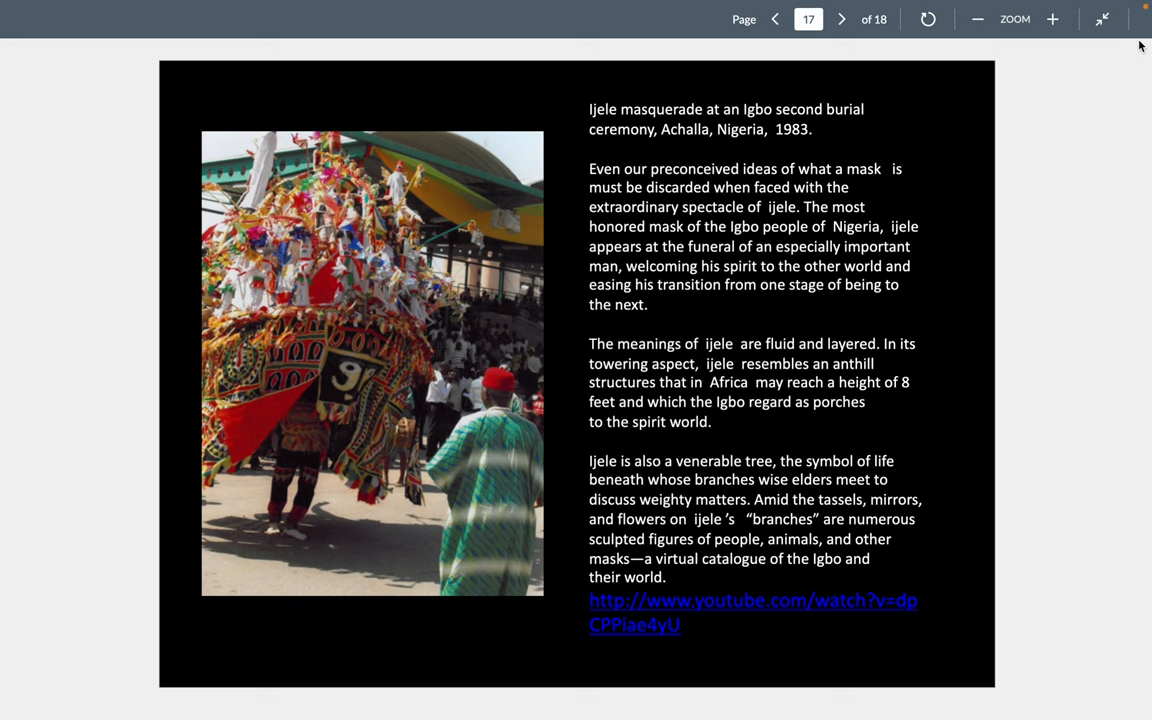 Page 17 of 18 ZOOM
Ijele masquerade at an Igbo second burial
ceremony, Achalla, Nigeria, 1983.
Even our preconceived ideas of what a mask is
must be discarded when faced with the
extraordinary spectacle of ijele. The most
honored mask of the Igbo people of Nigeria, ijele
appears at the funeral of an especially important
man, welcoming his spirit to the other world and
easing his transition from one stage of being to
the next.
The meanings of ijele are fluid and layered. In its
towering aspect, ijele resembles an anthill
structures that in Africa may reach a height of 8
feet and which the Igbo regard as porches
to the spirit world.
Ijele is also a venerable tree, the symbol of life
beneath whose branches wise elders meet to
discuss weighty matters. Amid the tassels, mirrors,
and flowers on ijele 's “branches” are numerous
sculpted figures of people, animals, and other
masks—a virtual catalogue of the Igbo and
their world.
http://www.youtube.com/watch?v=dp
CPPiae4yU